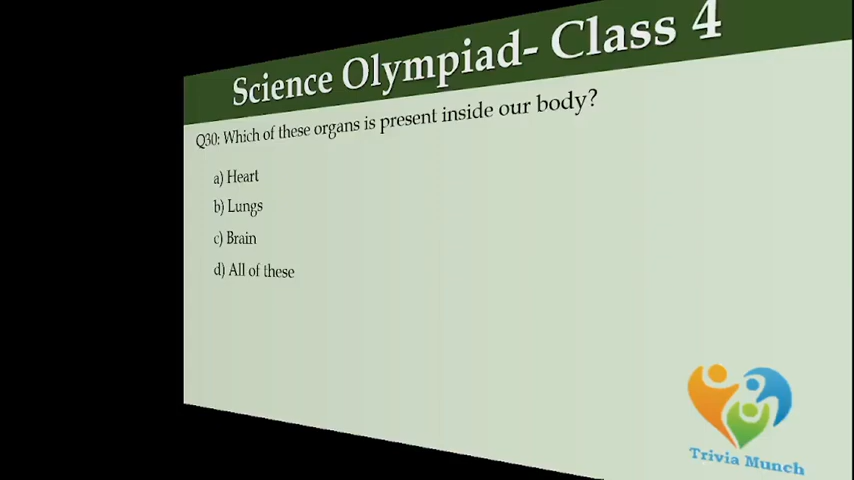 Science Olympiad- Class 4
Q30: Which of these organs is present inside our body?
a) Heart
b) Lungs
c) Brain
d) All of these
Trivia Munch